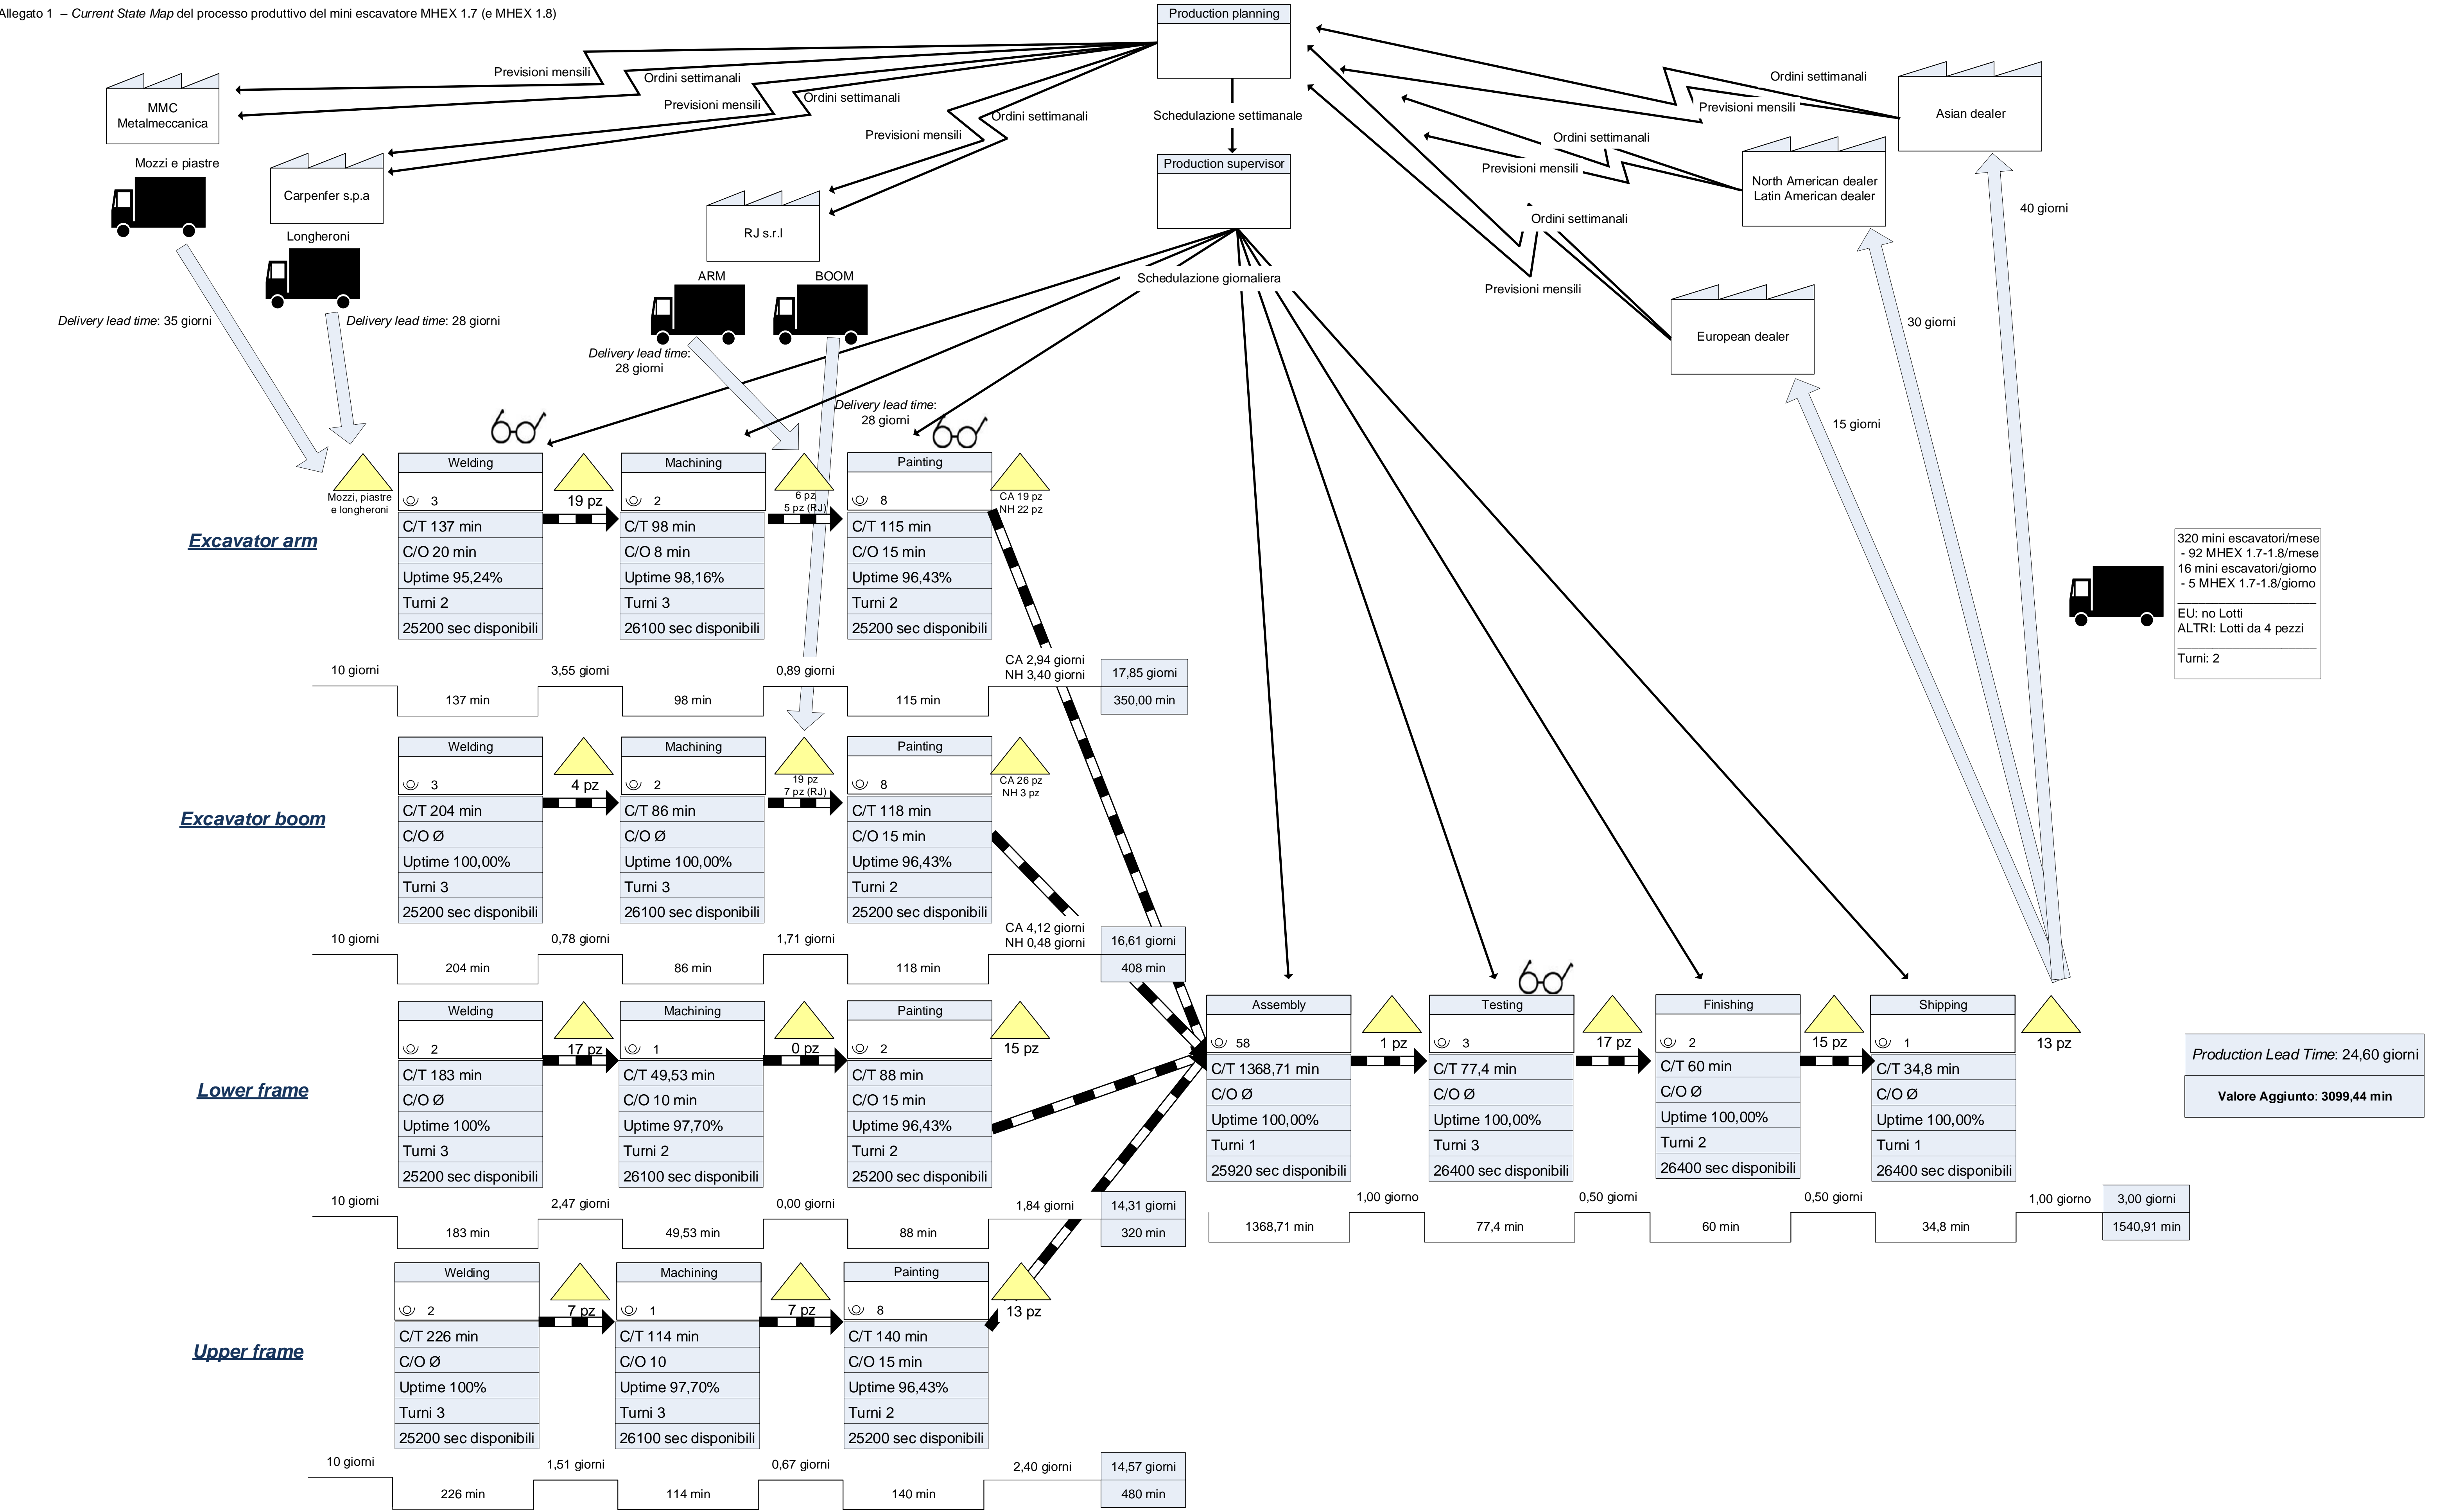 Allegato 1 – Current State Map del processo produttivo del mini escavatore MHEX 1.7 (e MHEX 1.8)
Production planning
Previsioni mensili
Ordini settimanali
Previsioni mensili
Ordini settimanali
Previsioni mensili
Ordini settimanali
Schedulazione settimanale
Production supervisor
Schedulazione giornaliera
Ordini settimanali
Previsioni mensili
Asian dealer
Ordini settimanali
Previsioni mensili
North American dealer
Latin American dealer
Ordini settimanali
Previsioni mensili
European dealer
40 giorni
30 giorni
15 giorni
MMC
Metalmeccanica
Mozzi e piastre
Carpenfer s.p.a
Longheroni
RJ s.r.l
ARM
BOOM
Delivery lead time: 35 giorni
Delivery lead time: 28 giorni
Delivery lead time:
28 giorni
Delivery lead time:
28 giorni
320 mini escavatori/mese
- 92 MHEX 1.7-1.8/mese
16 mini escavatori/giorno
- 5 MHEX 1.7-1.8/giorno
EU: no Lotti
ALTRI: Lotti da 4 pezzi
Turni: 2
Excavator arm
Mozzi, piastre
e longheroni
Welding
3
C/T 137 min
C/O 20 min
Uptime 95,24%
Turni 2
25200 sec disponibili
19 pz
Machining
2
C/T 98 min
C/O 8 min
Uptime 98,16%
Turni 3
26100 sec disponibili
6 pz
5 pz (RJ)
Painting
8
C/T 115 min
C/O 15 min
Uptime 96,43%
Turni 2
25200 sec disponibili
CA 19 pz
NH 22 pz
10 giorni
137 min
3,55 giorni
98 min
0,89 giorni
115 min
CA 2,94 giorni
NH 3,40 giorni
17,85 giorni
350,00 min
Excavator boom
Welding
3
C/T 204 min
C/O Ø
Uptime 100,00%
Turni 3
25200 sec disponibili
4 pz
Machining
2
C/T 86 min
C/O Ø
Uptime 100,00%
Turni 3
26100 sec disponibili
19 pz
7 pz (RJ)
Painting
8
C/T 118 min
C/O 15 min
Uptime 96,43%
Turni 2
25200 sec disponibili
CA 26 pz
NH 3 pz
10 giorni
204 min
0,78 giorni
86 min
1,71 giorni
118 min
CA 4,12 giorni
NH 0,48 giorni
16,61 giorni
408 min
Lower frame
Welding
2
C/T 183 min
C/O Ø
Uptime 100%
Turni 3
25200 sec disponibili
17 pz
Machining
1
C/T 49,53 min
C/O 10 min
Uptime 97,70%
Turni 2
26100 sec disponibili
0 pz
Painting
2
C/T 88 min
C/O 15 min
Uptime 96,43%
Turni 2
25200 sec disponibili
15 pz
10 giorni
183 min
2,47 giorni
49,53 min
0,00 giorni
88 min
1,84 giorni
14,31 giorni
320 min
Upper frame
Welding
2
C/T 226 min
C/O Ø
Uptime 100%
Turni 3
25200 sec disponibili
7 pz
Machining
1
C/T 114 min
C/O 10
Uptime 97,70%
Turni 3
26100 sec disponibili
7 pz
Painting
8
C/T 140 min
C/O 15 min
Uptime 96,43%
Turni 2
25200 sec disponibili
13 pz
10 giorni
226 min
1,51 giorni
114 min
0,67 giorni
140 min
2,40 giorni
14,57 giorni
480 min
Assembly
58
C/T 1368,71 min
C/O Ø
Uptime 100,00%
Turni 1
25920 sec disponibili
1 pz
Testing
3
C/T 77,4 min
C/O Ø
Uptime 100,00%
Turni 3
26400 sec disponibili
17 pz
Finishing
2
C/T 60 min
C/O Ø
Uptime 100,00%
Turni 2
26400 sec disponibili
15 pz
Shipping
1
C/T 34,8 min
C/O Ø
Uptime 100,00%
Turni 1
26400 sec disponibili
13 pz
1368,71 min
1,00 giorno
77,4 min
0,50 giorni
60 min
0,50 giorni
34,8 min
1,00 giorno
3,00 giorni
1540,91 min
Production Lead Time: 24,60 giorni
Valore Aggiunto: 3099,44 min